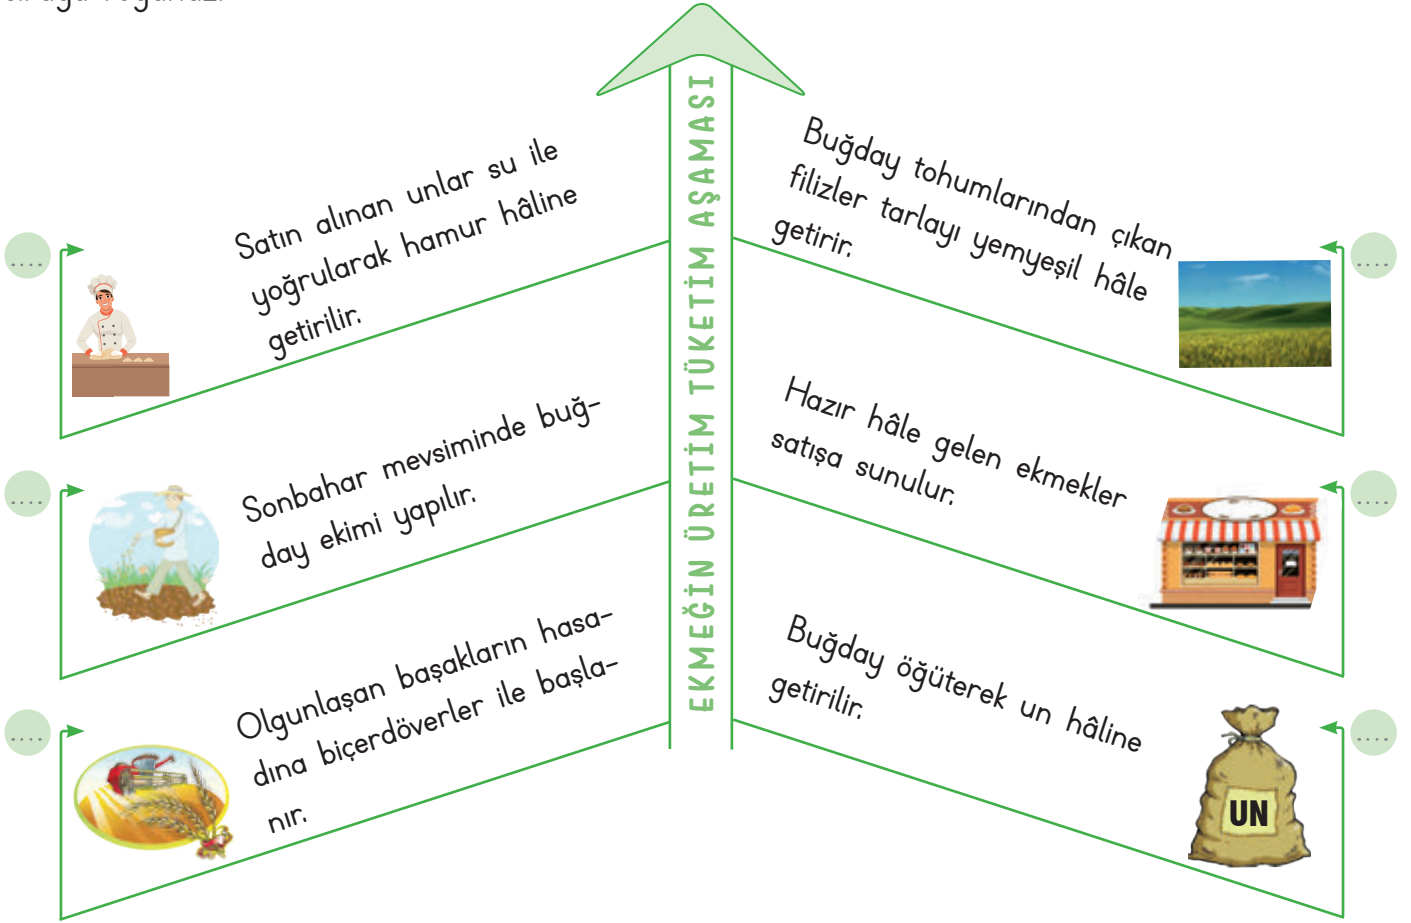 EKMEĞİN ÜRETİM TÜKETİM AŞAMASI
Satın alınan unlar su ile
yoğrularak hamur hâline
getirilir.
....
Sonbahar mevsiminde buğ-
day ekimi yapılır.
....
Olgunlaşan başakların hasa-
dına biçerdöverler ile başla-
nır.
....
Buğday tohumlarından çıkan
filizler tarlayı yemyeşil hâle
getirir.
....
Hazır hâle gelen ekmekler
satışa sunulur.
....
Buğday öğüterek un hâline
getirilir.
....
UN